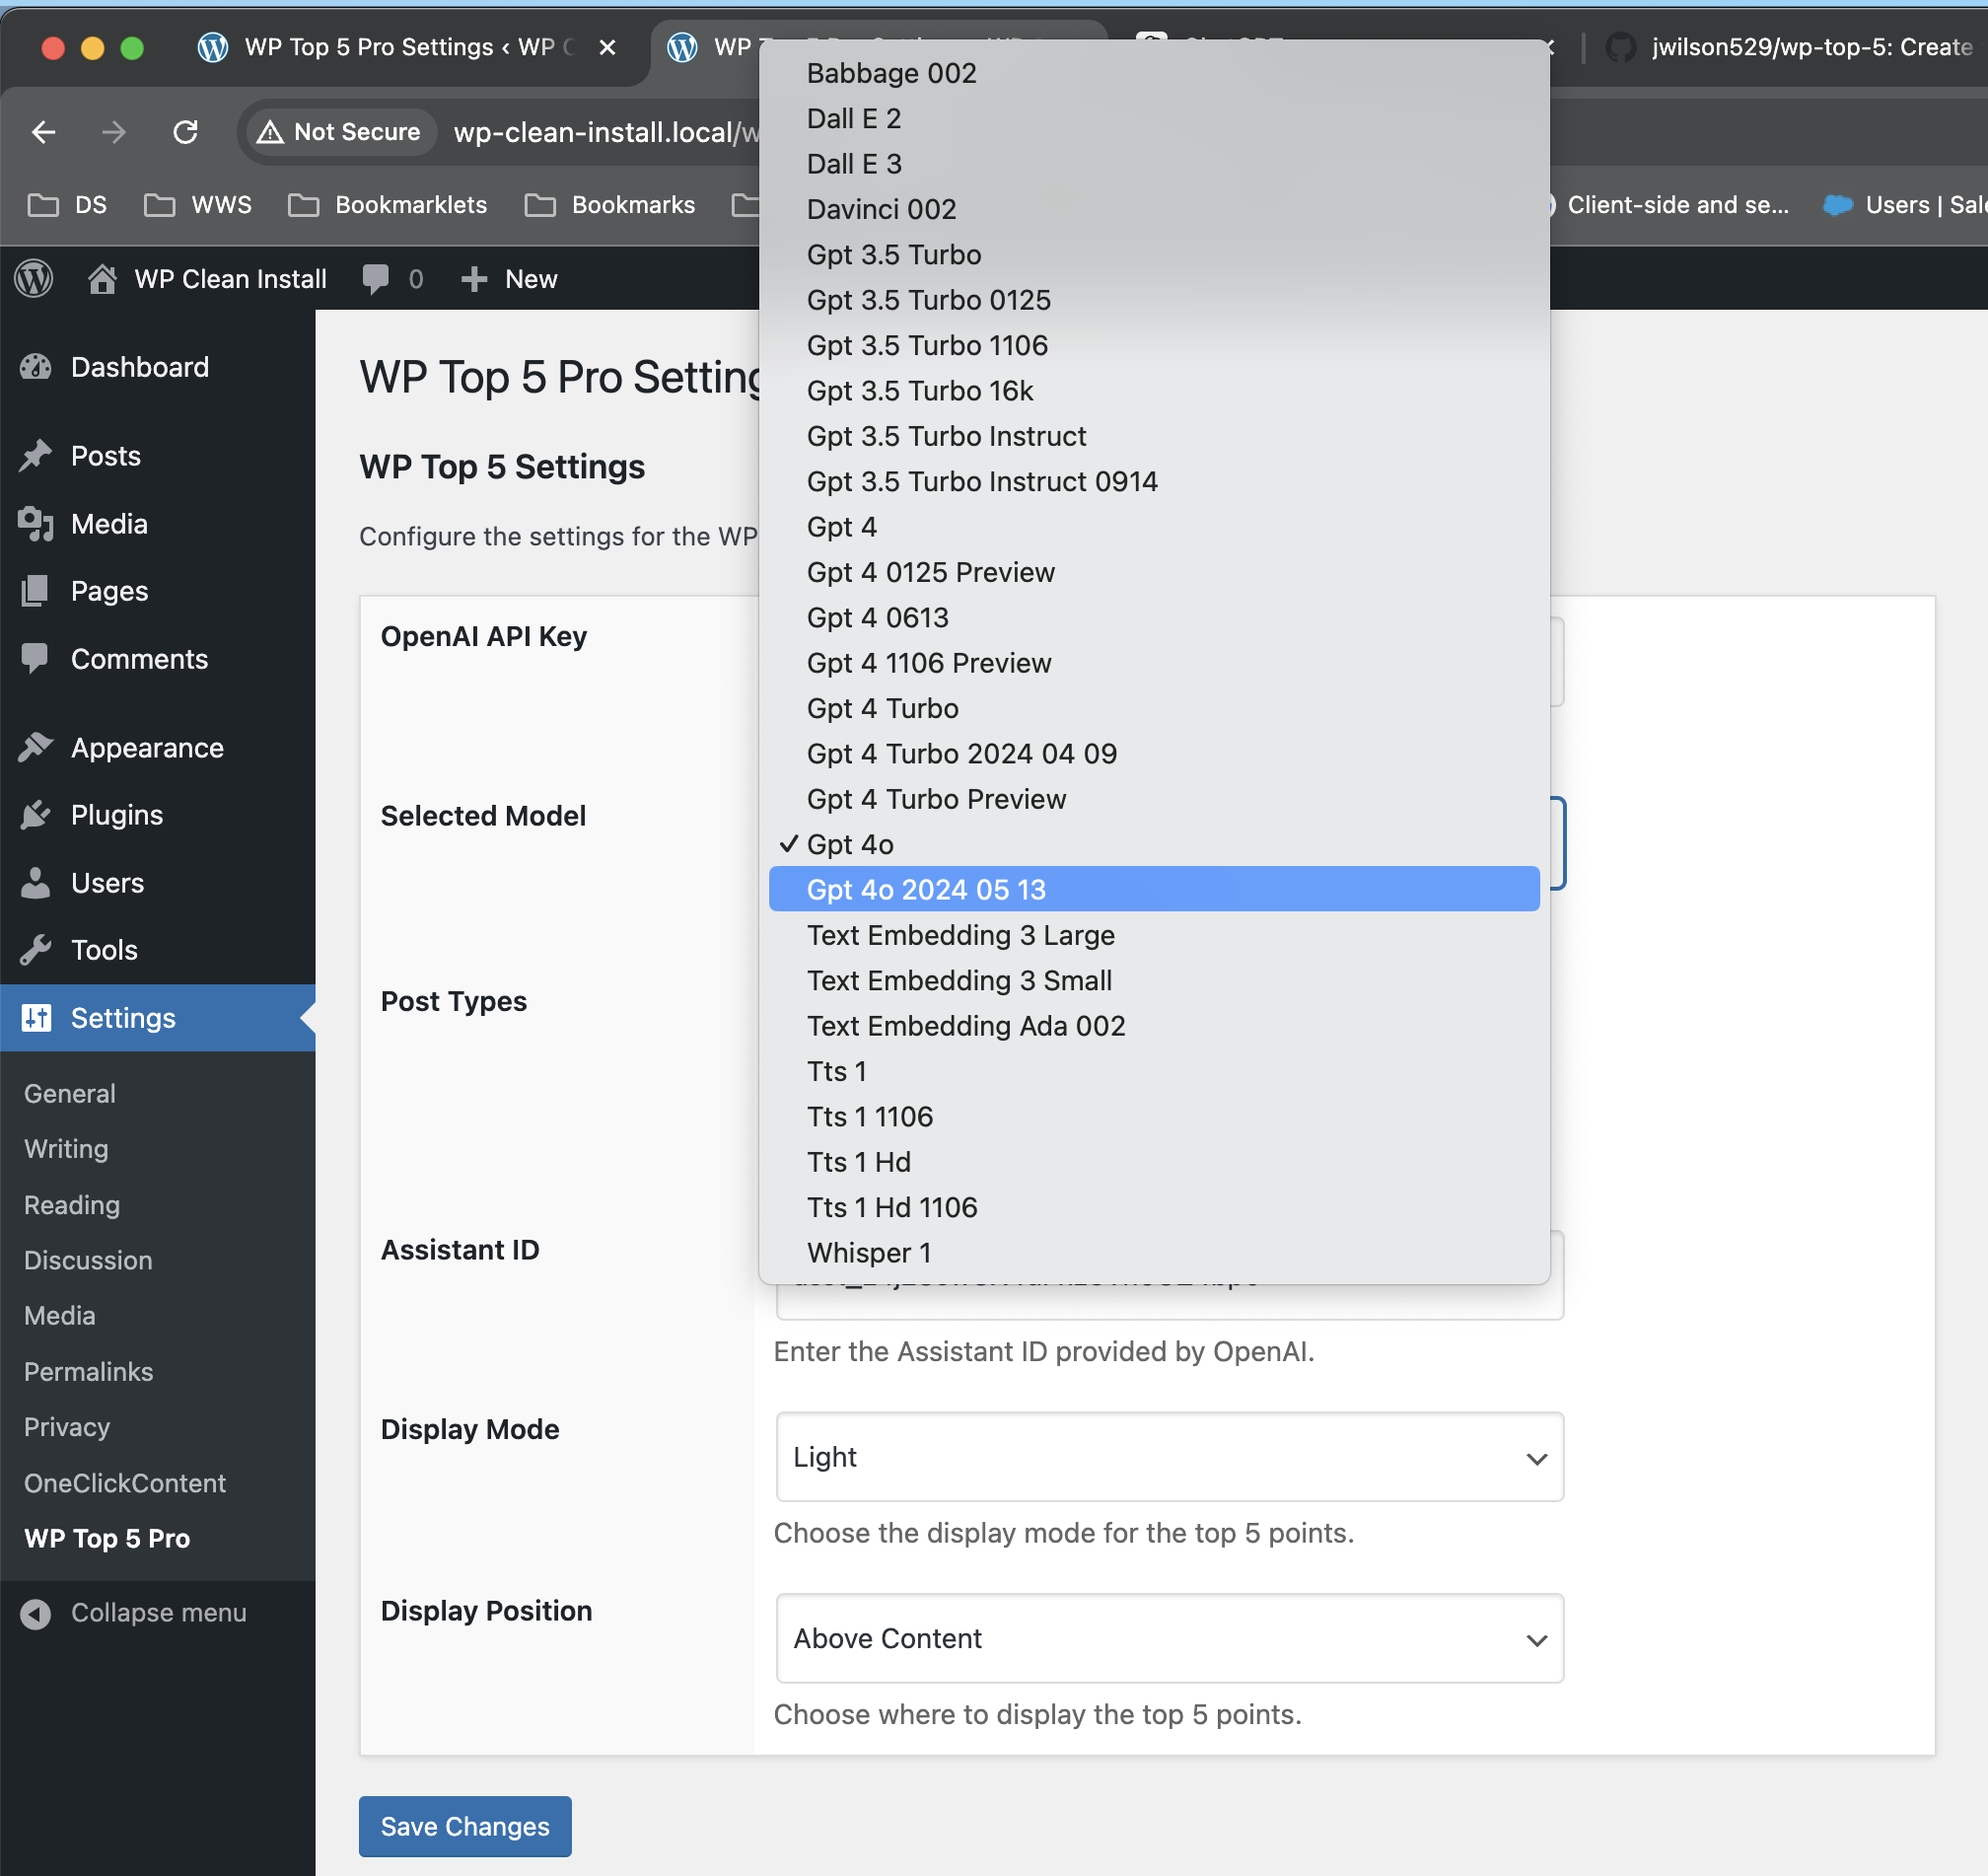 WP Top 5 Pro Settings ‹ WP
WP
jwilson529/wp-top-5: Create
Not Secure
wp-clean-install.local/w
DS
WWS
Bookmarklets
Bookmarks
Client-side and se...
Users | Sale
WP Clean Install
0
New
Dashboard
Posts
Media
Pages
Comments
Appearance
Plugins
Users
Tools
Settings
General
Writing
Reading
Discussion
Media
Permalinks
Privacy
OneClickContent
WP Top 5 Pro
Collapse menu
WP Top 5 Pro Setting
WP Top 5 Settings
Configure the settings for the WP
OpenAI API Key
Selected Model
Babbage 002
Dall E 2
Dall E 3
Davinci 002
Gpt 3.5 Turbo
Gpt 3.5 Turbo 0125
Gpt 3.5 Turbo 1106
Gpt 3.5 Turbo 16k
Gpt 3.5 Turbo Instruct
Gpt 3.5 Turbo Instruct 0914
Gpt 4
Gpt 4 0125 Preview
Gpt 4 0613
Gpt 4 1106 Preview
Gpt 4 Turbo
Gpt 4 Turbo 2024 04 09
Gpt 4 Turbo Preview
✓ Gpt 4o
Gpt 4o 2024 05 13
Text Embedding 3 Large
Text Embedding 3 Small
Text Embedding Ada 002
Tts 1
Tts 1 1106
Tts 1 Hd
Tts 1 Hd 1106
Whisper 1
Post Types
Assistant ID
Enter the Assistant ID provided by OpenAI.
Display Mode
Light
Choose the display mode for the top 5 points.
Display Position
Above Content
Choose where to display the top 5 points.
Save Changes